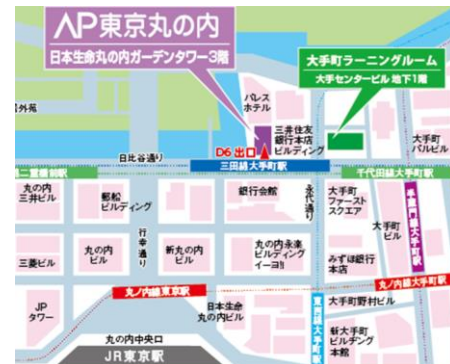 AP東京丸の内
日本生命丸の内ガーデンタワー3階
大手町ラーニングルーム
大手センタービル 地下1階
パレス
ホテル
三井住友
銀行本店
ビルディング
D6 出口
大手町
パルビル
日比谷通り
三田線大手町駅
千代田線大手町駅
二重橋前駅
丸の内
三井ビル
郵船
ビルディング
銀行会館
永代通り
大手町
ファースト
スクエア
大手町
ビル
半蔵門線大手町駅
行幸通り
三菱ビル
丸の内
ビル
新丸の内
ビル
丸の内永楽
ビルディング
イーヨ!!
みずほ銀行
本店
丸ノ内線東京駅
丸ノ内線大手町駅
JP
タワー
日本生命
丸の内ビル
東西線大手町駅
大手町野村ビル
新大手町
ビルヂング
本館
丸の内中央口
JR東京駅